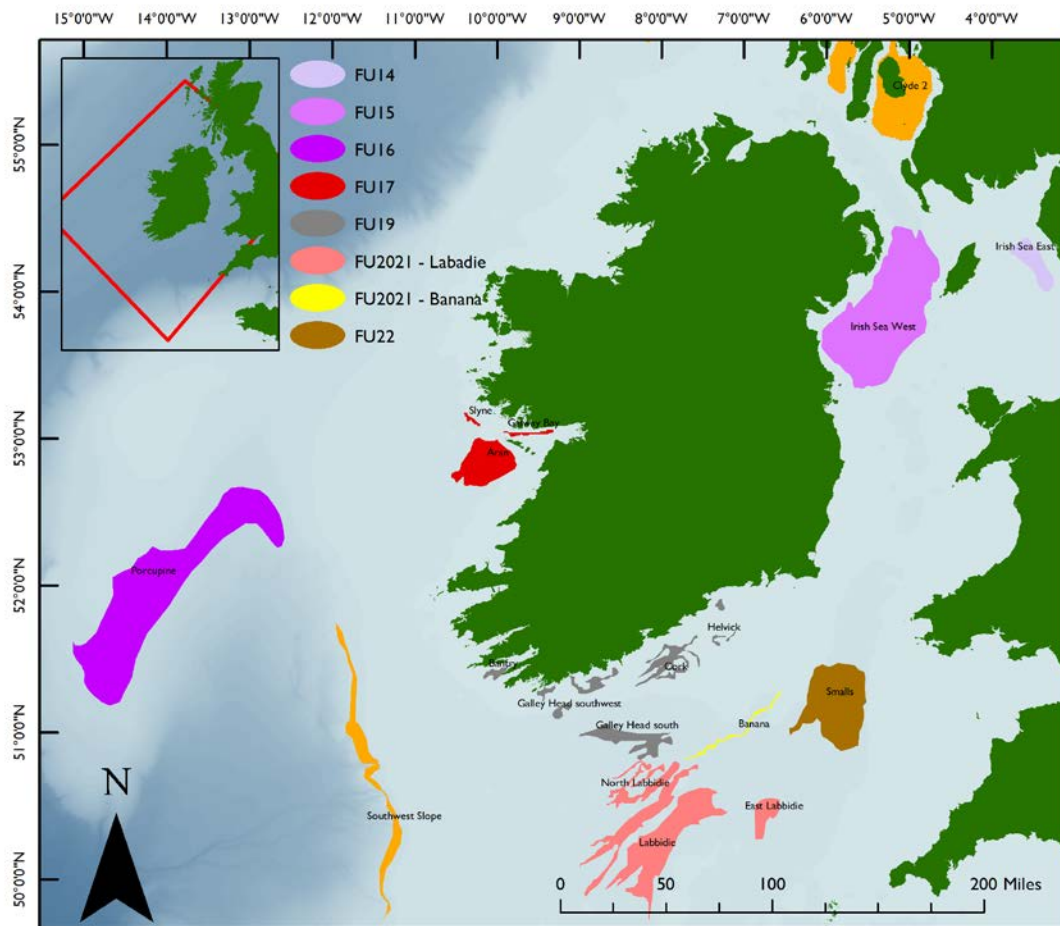 15°0'0"W 14°0'0"W 13°0'0"W 12°0'0"W 11°0'0"W 10°0'0"W 9°0'0"W 8°0'0"W 7°0'0"W 6°0'0"W 5°0'0"W 4°0'0"W
55°0'0"N
54°0'0"N
53°0'0"N
52°0'0"N
51°0'0"N
50°0'0"N
FU14
FU15
FU16
FU17
FU19
FU2021 - Labadie
FU2021 - Banana
FU22
Clyde 2
Irish Sea East
Irish Sea West
Slyne
Galway Bay
Aran
Porcupine
Helvick
Bantry
Cork
Galley Head southwest
Smalls
Galley Head south
Banana
North Labbidie
East Labbidie
Southwest Slope
Labbidie
N
0 50 100 200 Miles